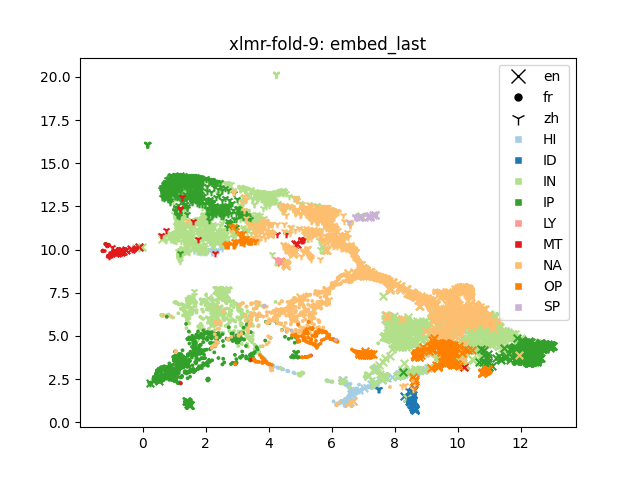 xlmr-fold-9: embed_last
20.0
17.5
15.0
12.5
10.0
7.5
5.0
2.5
0.0
0
2
4
6
8
10
12
en
fr
zh
HI
ID
IN
IP
LY
MT
NA
OP
SP